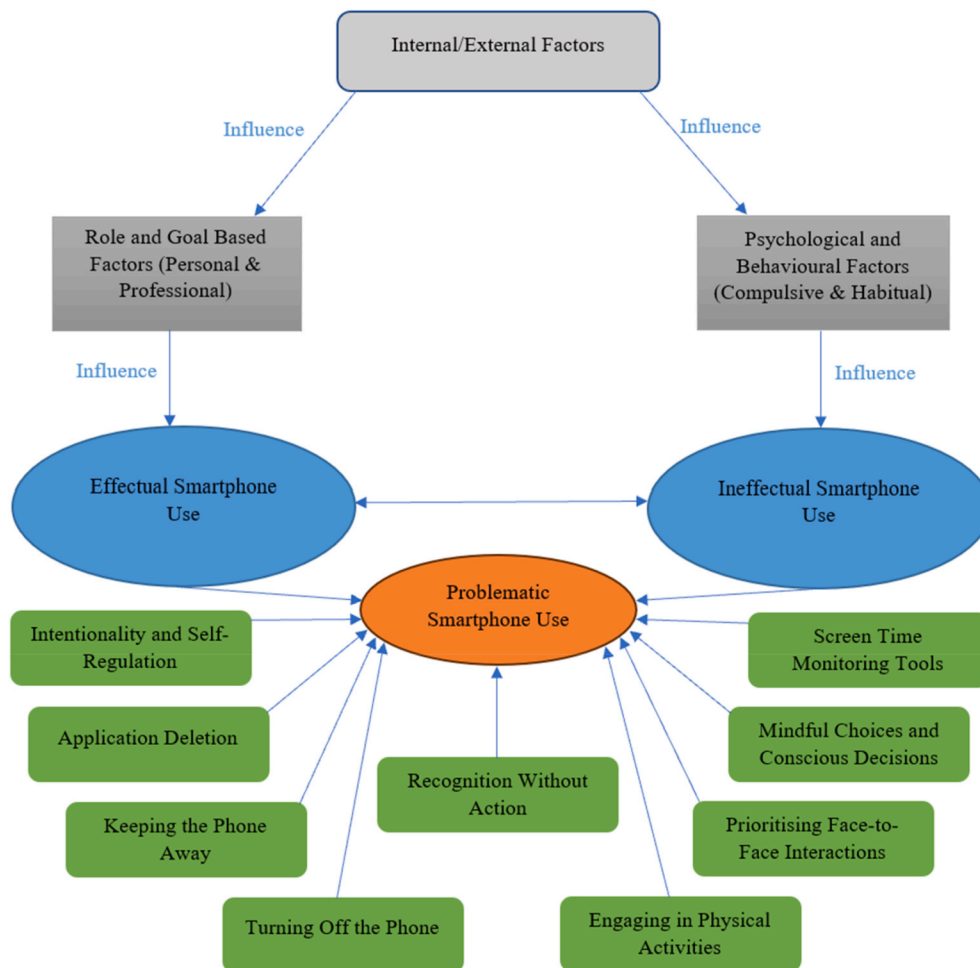 Internal/External Factors
Influence
Influence
Role and Goal Based
Factors (Personal &
Professional)
Psychological and
Behavioural Factors
(Compulsive & Habitual)
Influence
Influence
Effectual Smartphone
Use
Ineffectual Smartphone
Use
Problematic
Smartphone Use
Intentionality and Self-
Regulation
Screen Time
Monitoring Tools
Application Deletion
Mindful Choices and
Conscious Decisions
Recognition Without
Action
Keeping the Phone
Away
Prioritising Face-to-
Face Interactions
Turning Off the Phone
Engaging in Physical
Activities